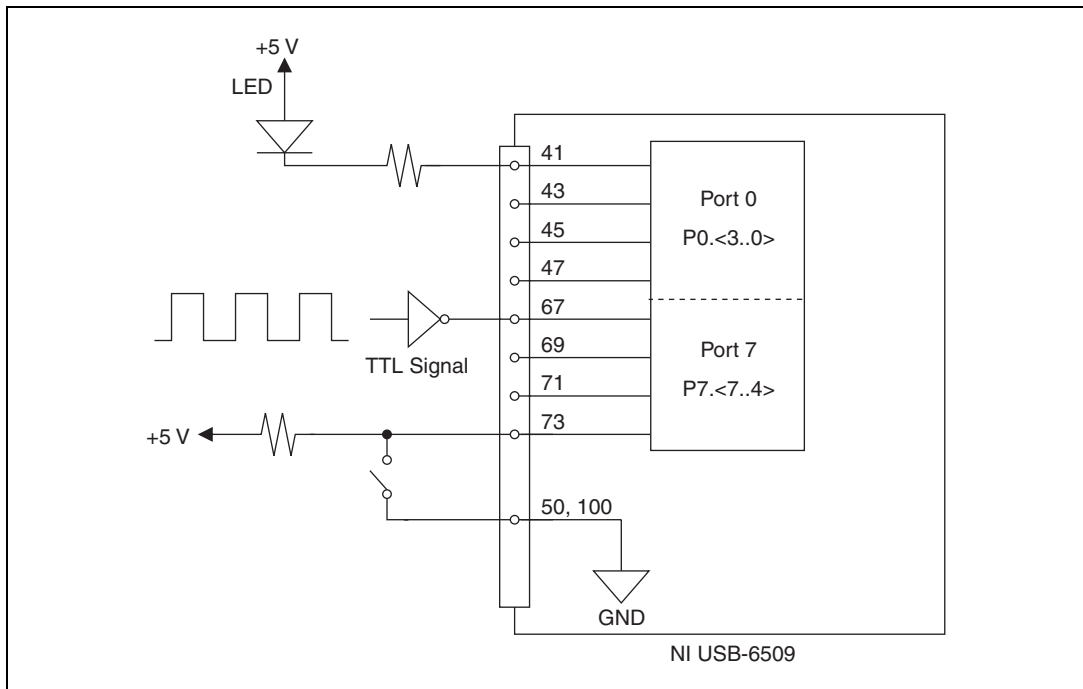 +5 V
LED
41
43
45
47
67
69
71
73
50, 100
Port 0
P0.<3..0>
Port 7
P7.<7..4>
TTL Signal
+5 V
GND
NI USB-6509